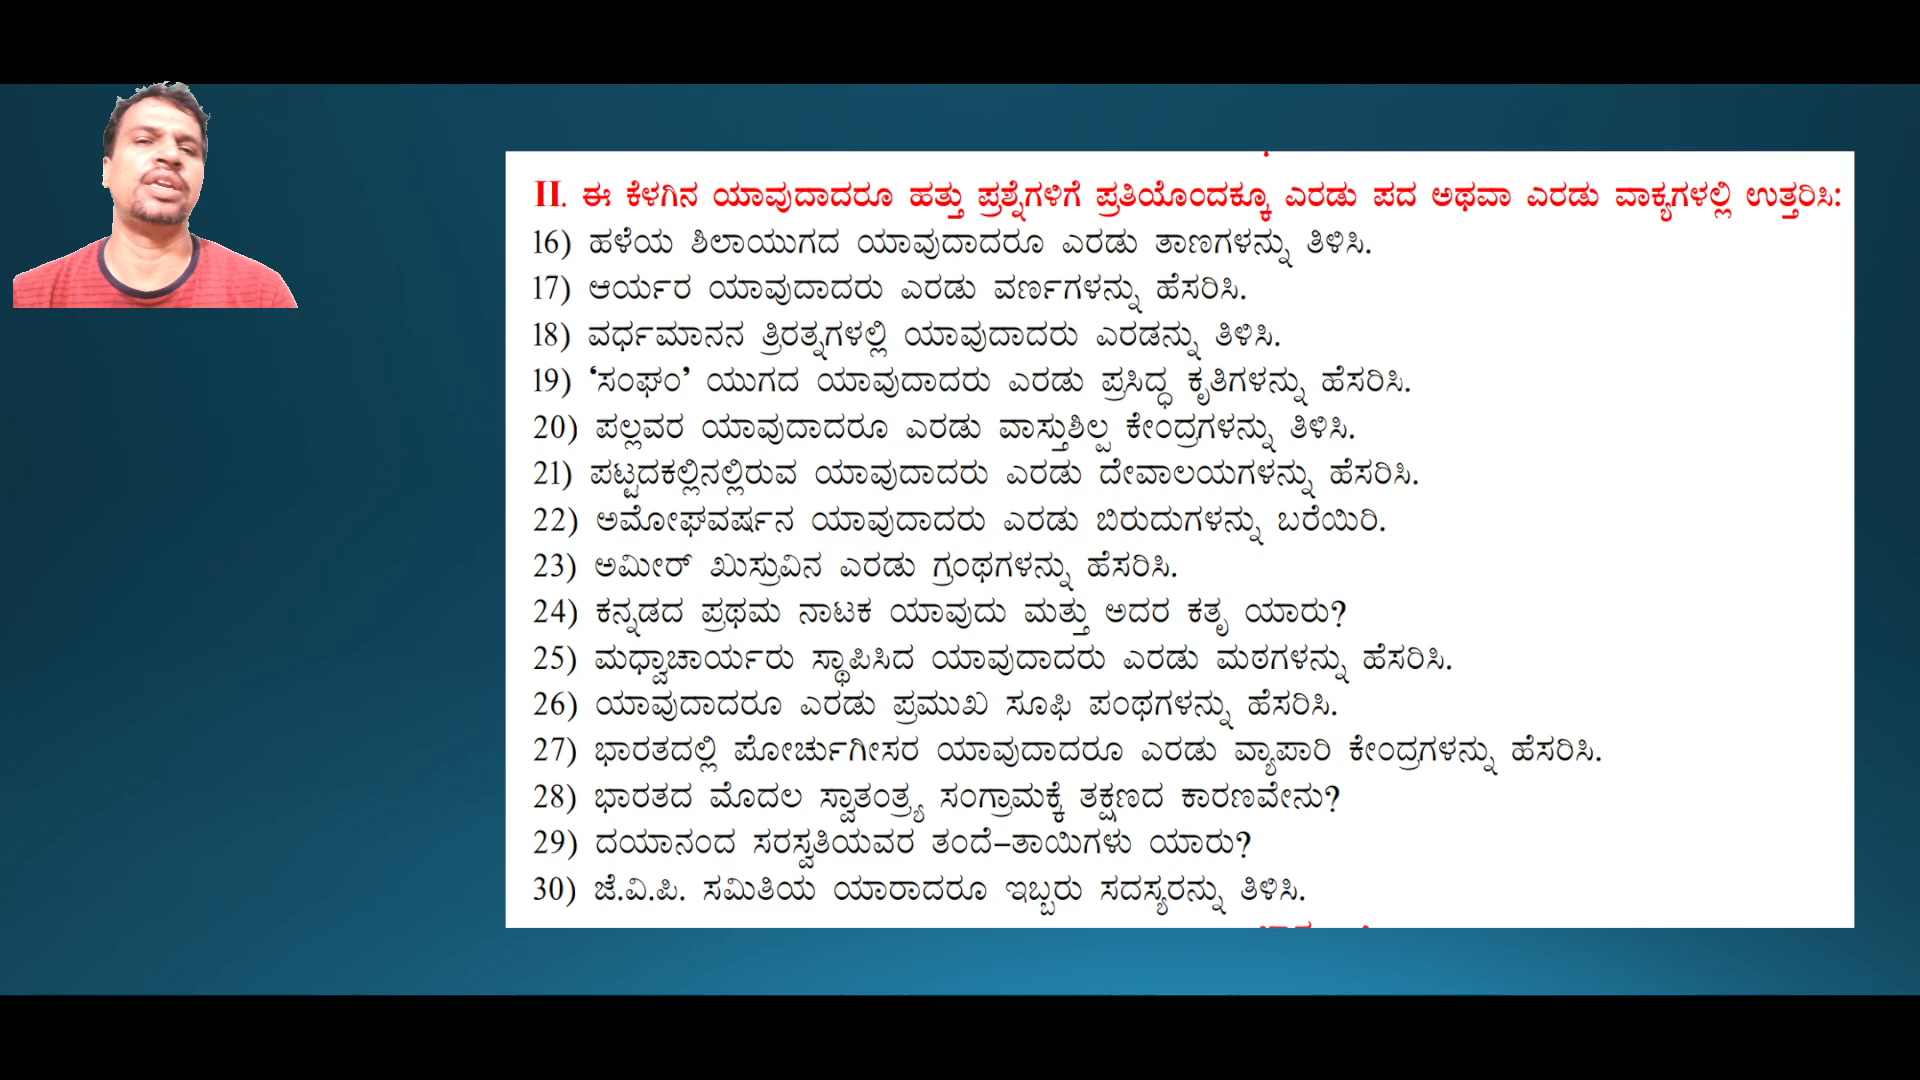 II. ಈ ಕೆಳಗಿನ ಯಾವುದಾದರೂ ಹತ್ತು ಪ್ರಶ್ನೆಗಳಿಗೆ ಪ್ರತಿಯೊಂದಕ್ಕೂ ಎರಡು ಪದ ಅಥವಾ ಎರಡು ವಾಕ್ಯಗಳಲ್ಲಿ ಉತ್ತರಿಸಿ:
16) ಹಳೆಯ ಶಿಲಾಯುಗದ ಯಾವುದಾದರೂ ಎರಡು ತಾಣಗಳನ್ನು ತಿಳಿಸಿ.
17) ಆರ್ಯರ ಯಾವುದಾದರು ಎರಡು ವರ್ಣಗಳನ್ನು ಹೆಸರಿಸಿ.
18) ವರ್ಧಮಾನನ ತ್ರಿರತ್ನಗಳಲ್ಲಿ ಯಾವುದಾದರು ಎರಡನ್ನು ತಿಳಿಸಿ.
19) ‘ಸಂಘಂ’ ಯುಗದ ಯಾವುದಾದರು ಎರಡು ಪ್ರಸಿದ್ಧ ಕೃತಿಗಳನ್ನು ಹೆಸರಿಸಿ.
20) ಪಲ್ಲವರ ಯಾವುದಾದರೂ ಎರಡು ವಾಸ್ತುಶಿಲ್ಪ ಕೇಂದ್ರಗಳನ್ನು ತಿಳಿಸಿ.
21) ಪಟ್ಟದಕಲ್ಲಿನಲ್ಲಿರುವ ಯಾವುದಾದರು ಎರಡು ದೇವಾಲಯಗಳನ್ನು ಹೆಸರಿಸಿ.
22) ಅಮೋಘವರ್ಷನ ಯಾವುದಾದರು ಎರಡು ಬಿರುದುಗಳನ್ನು ಬರೆಯಿರಿ.
23) ಅಮೀರ್ ಖುಸ್ರುವಿನ ಎರಡು ಗ್ರಂಥಗಳನ್ನು ಹೆಸರಿಸಿ.
24) ಕನ್ನಡದ ಪ್ರಥಮ ನಾಟಕ ಯಾವುದು ಮತ್ತು ಅದರ ಕತೃ ಯಾರು?
25) ಮಧ್ವಾಚಾರ್ಯರು ಸ್ಥಾಪಿಸಿದ ಯಾವುದಾದರು ಎರಡು ಮಠಗಳನ್ನು ಹೆಸರಿಸಿ.
26) ಯಾವುದಾದರೂ ಎರಡು ಪ್ರಮುಖ ಸೂಫಿ ಪಂಥಗಳನ್ನು ಹೆಸರಿಸಿ.
27) ಭಾರತದಲ್ಲಿ ಪೋರ್ಚುಗೀಸರ ಯಾವುದಾದರೂ ಎರಡು ವ್ಯಾಪಾರಿ ಕೇಂದ್ರಗಳನ್ನು ಹೆಸರಿಸಿ.
28) ಭಾರತದ ಮೊದಲ ಸ್ವಾತಂತ್ರ್ಯ ಸಂಗ್ರಾಮಕ್ಕೆ ತಕ್ಷಣದ ಕಾರಣವೇನು?
29) ದಯಾನಂದ ಸರಸ್ವತಿಯವರ ತಂದೆ–ತಾಯಿಗಳು ಯಾರು?
30) ಜೆ.ವಿ.ಪಿ. ಸಮಿತಿಯ ಯಾರಾದರೂ ಇಬ್ಬರು ಸದಸ್ಯರನ್ನು ತಿಳಿಸಿ.